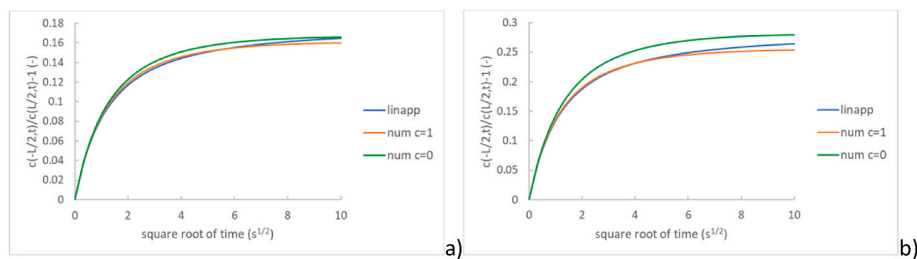 0.18
0.16
0.14
0.12
0.1
0.08
0.06
0.04
0.02
0
0 2 4 6 8 10
c(-L/2,t)/c(L/2,t)-1 (-)
square root of time (s^1/2)
linapp
num c=1
num c=0
a)
0.3
0.25
0.2
0.15
0.1
0.05
0
0 2 4 6 8 10
c(-L/2,t)/c(L/2,t)-1 (-)
square root of time (s^1/2)
linapp
num c=1
num c=0
b)